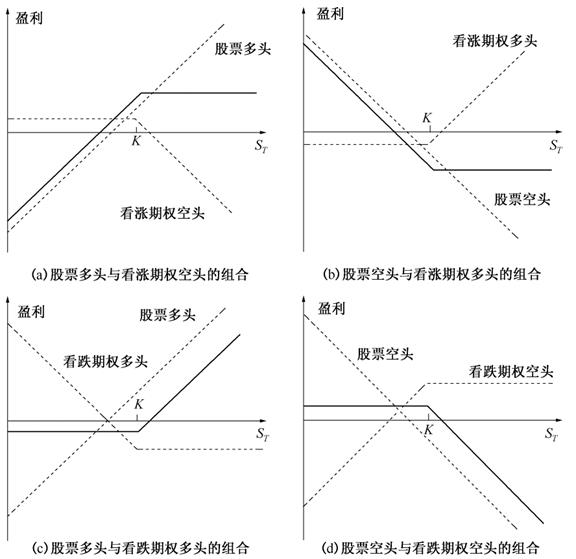 盈利
股票多头
K
S_T
看涨期权空头
(a)股票多头与看涨期权空头的组合
盈利
看涨期权多头
K
S_T
股票空头
(b)股票空头与看涨期权多头的组合
盈利
股票多头
看跌期权多头
K
S_T
(c)股票多头与看跌期权多头的组合
盈利
股票空头
看跌期权空头
K
S_T
(d)股票空头与看跌期权空头的组合